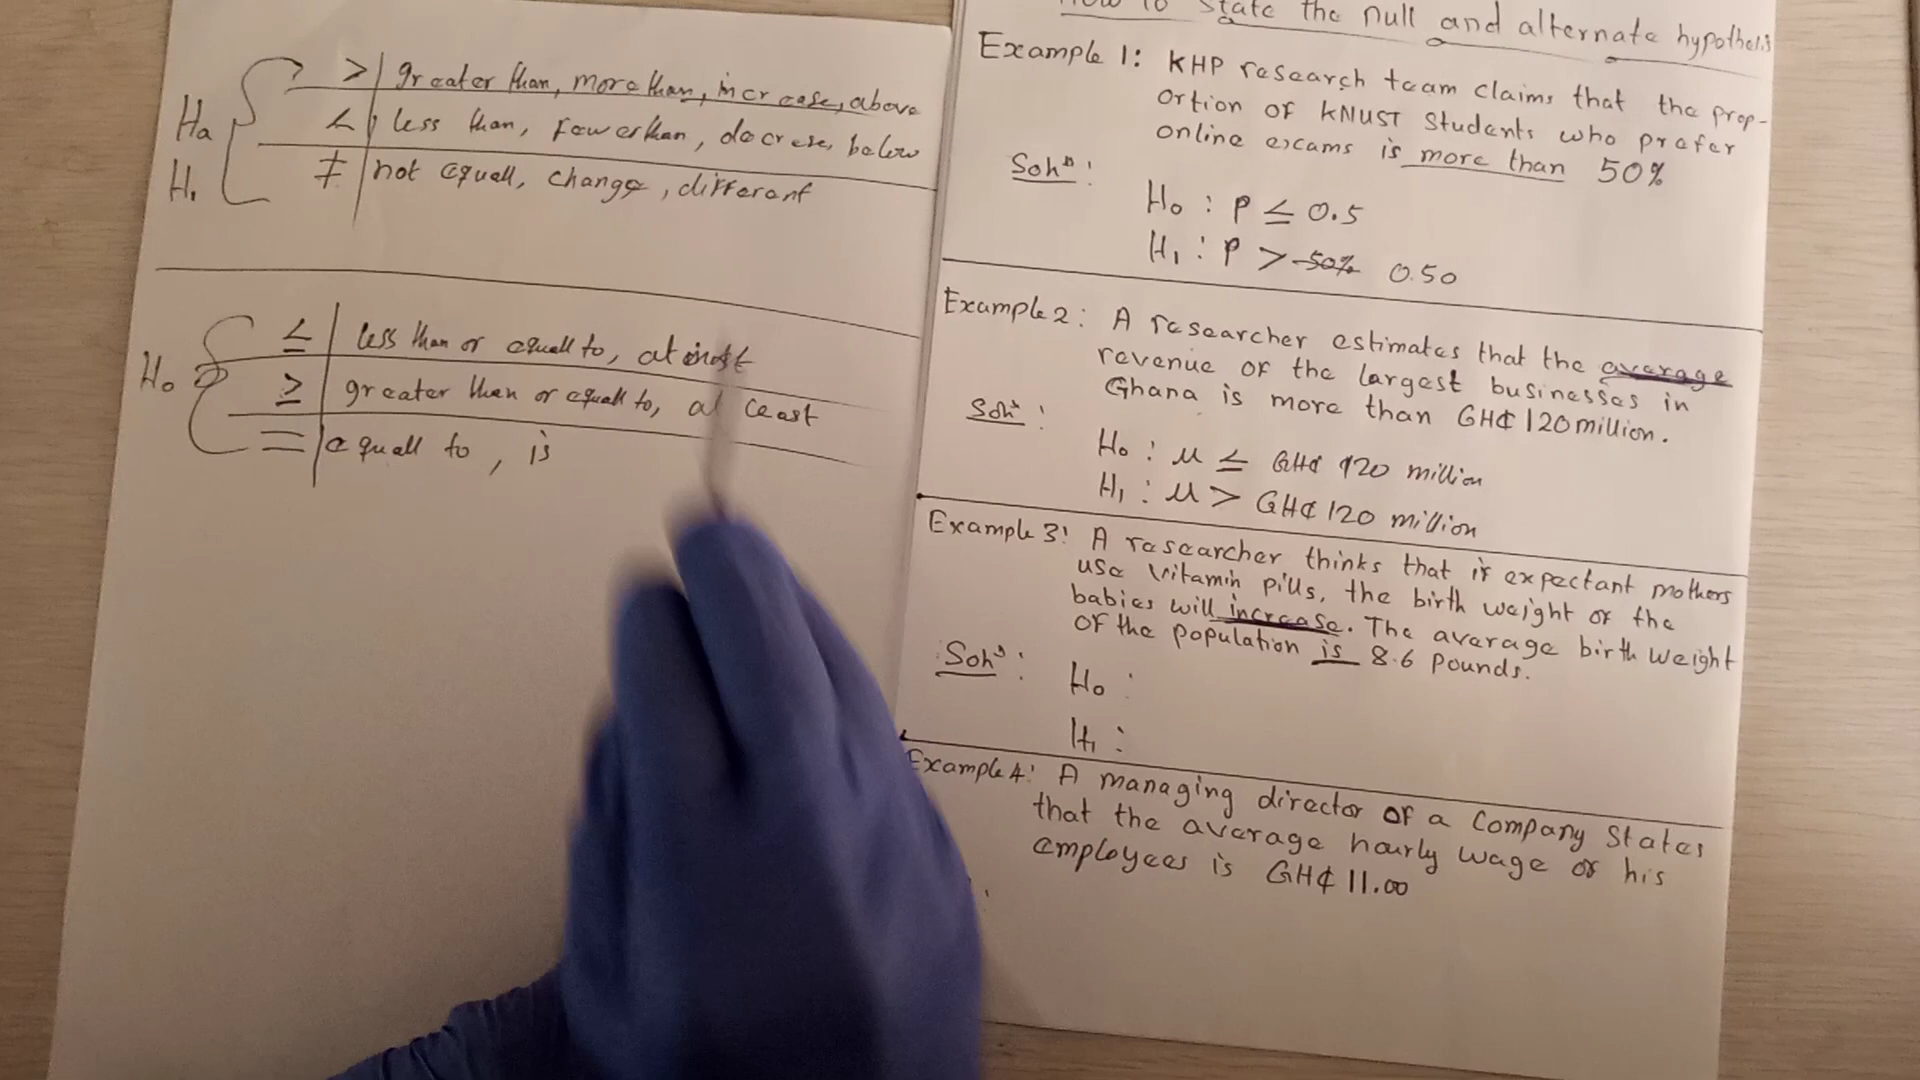 > greater than, more than, increase, above
Ha < less than, fewer than, decrese, below
H₁ ≠ not equall, change, different
≤ less than or equall to, at most
H₀ ≥ greater than or equall to, at least
= equall to, is
How to state the null and alternate hypothesis
Example 1: KHP research team claims that the prop-
ortion of KNUST Students who prefer
online exams is more than 50%
Solⁿ:
H₀ : P ≤ 0.5
H₁ : P > 50% 0.50
Example 2: A researcher estimates that the average
revenue of the largest businesses in
Ghana is more than GH₵ 120 million.
Solⁿ:
H₀ : μ ≤ GH₵ 120 million
H₁ : μ > GH₵ 120 million
Example 3: A researcher thinks that if expectant mothers
use vitamin pills, the birth weight of the
babies will increase. The average birth weight
of the population is 8.6 pounds.
Solⁿ: H₀ :
H₁ :
Example 4: A managing director of a Company States
that the average hourly wage of his
employees is GH₵ 11.00